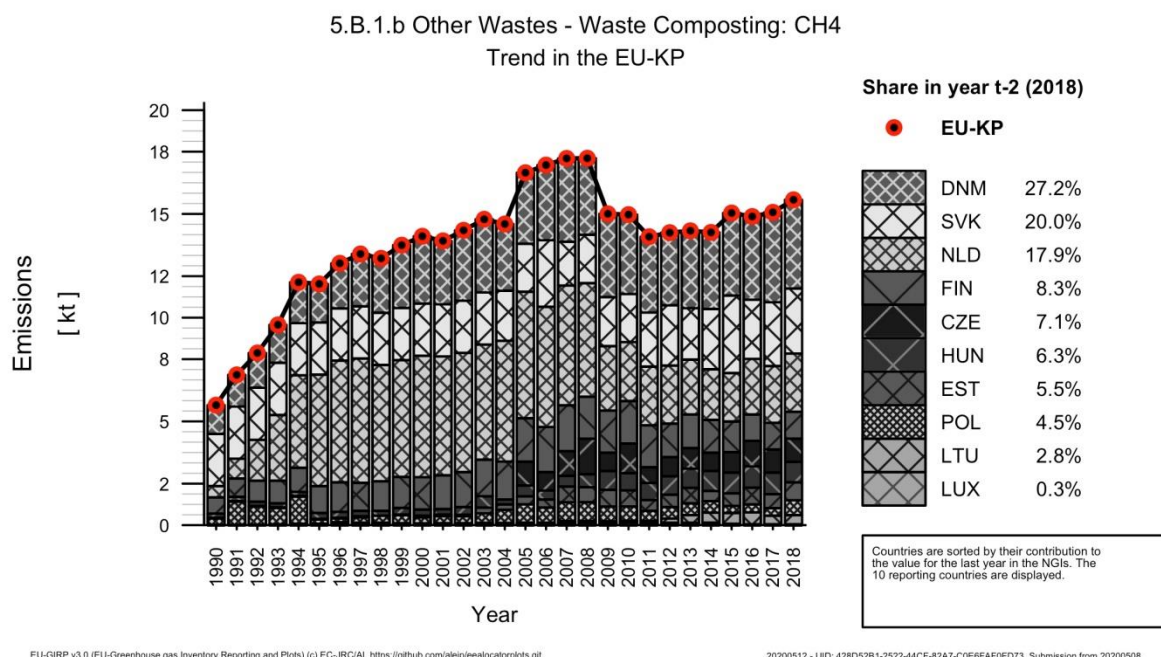 5.B.1.b Other Wastes - Waste Composting: CH4
Trend in the EU-KP
Share in year t-2 (2018)
EU-KP
DNM 27.2%
SVK 20.0%
NLD 17.9%
FIN 8.3%
CZE 7.1%
HUN 6.3%
EST 5.5%
POL 4.5%
LTU 2.8%
LUX 0.3%
Countries are sorted by their contribution to
the value for the last year in the NGIs. The
10 reporting countries are displayed.
Emissions
[ kt ]
20
18
15
12
10
8
5
2
0
1990 1991 1992 1993 1994 1995 1996 1997 1998 1999 2000 2001 2002 2003 2004 2005 2006 2007 2008 2009 2010 2011 2012 2013 2014 2015 2016 2017 2018
Year
EU-GIRP v3.0 (EU-Greenhouse gas Inventory Reporting and Plots) (c) EC-JRC/AL https://github.com/aleip/eealocatorplots.git
20200512 - UID: 428D52B1-2522-44CF-82A7-C0F6FAF0FD73. Submission from 20200508